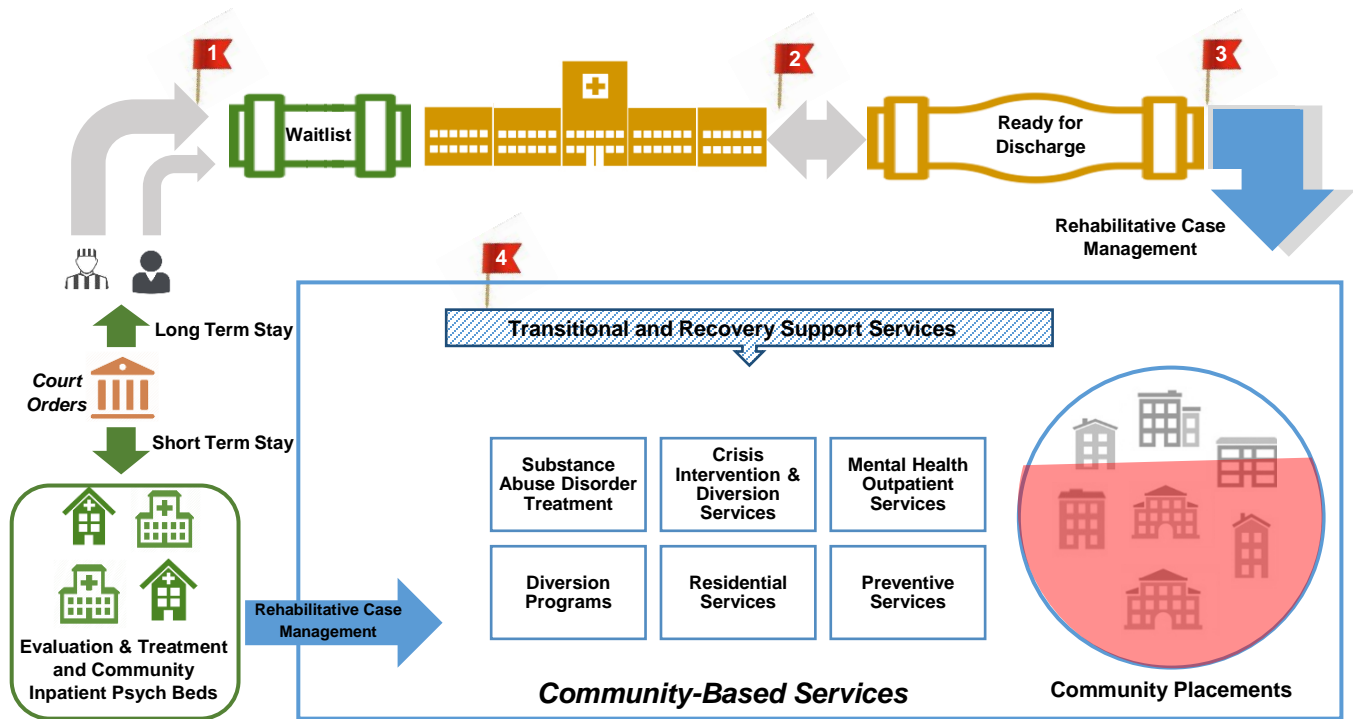 1
2
3
Waitlist
Ready for
Discharge
Rehabilitative Case
Management
4
Transitional and Recovery Support Services
Long Term Stay
Court
Orders
Short Term Stay
Substance
Abuse Disorder
Treatment
Crisis
Intervention &
Diversion
Services
Mental Health
Outpatient
Services
Diversion
Programs
Residential
Services
Preventive
Services
Rehabilitative Case
Management
Evaluation & Treatment
and Community
Inpatient Psych Beds
Community-Based Services
Community Placements